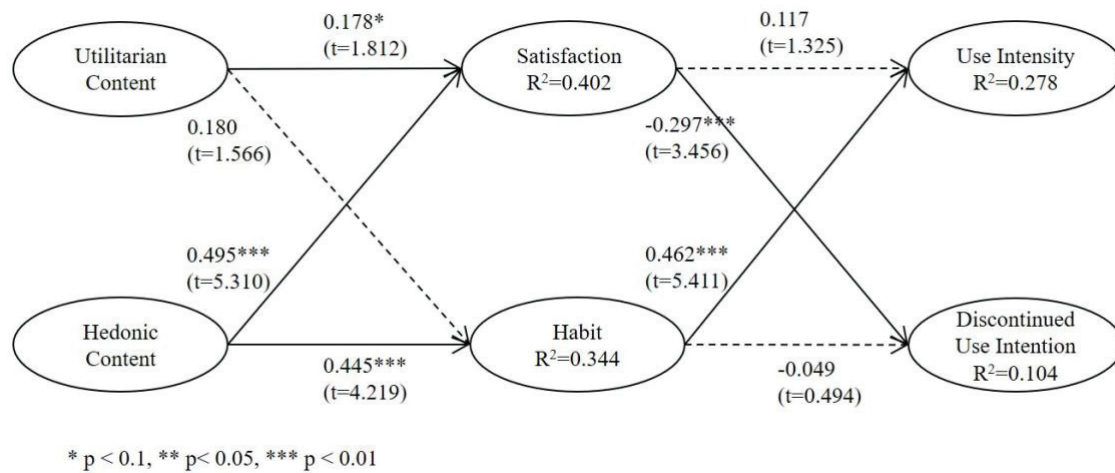 0.178*
(t=1.812)
0.117
(t=1.325)
Utilitarian
Content
Satisfaction
R²=0.402
Use Intensity
R²=0.278
0.180
(t=1.566)
-0.297***
(t=3.456)
0.495***
(t=5.310)
0.462***
(t=5.411)
Hedonic
Content
Habit
R²=0.344
Discontinued
Use Intention
R²=0.104
0.445***
(t=4.219)
-0.049
(t=0.494)
* p < 0.1, ** p< 0.05, *** p < 0.01